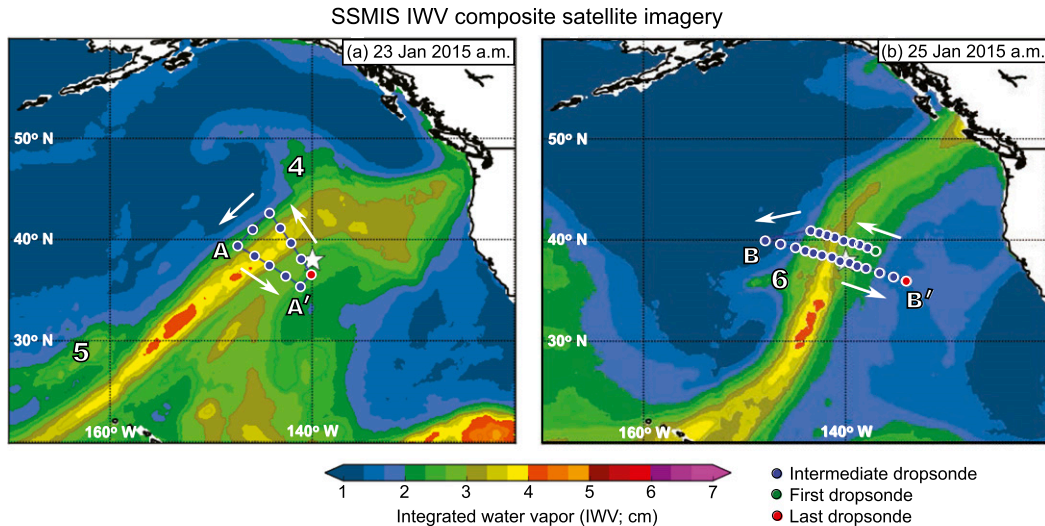 SSMIS IWV composite satellite imagery
(a) 23 Jan 2015 a.m.
(b) 25 Jan 2015 a.m.
50° N
4
40° N
A
A′
30° N
5
160° W
140° W
50° N
40° N
B
6
B′
30° N
160° W
140° W
1 2 3 4 5 6 7
Integrated water vapor (IWV; cm)
Intermediate dropsonde
First dropsonde
Last dropsonde